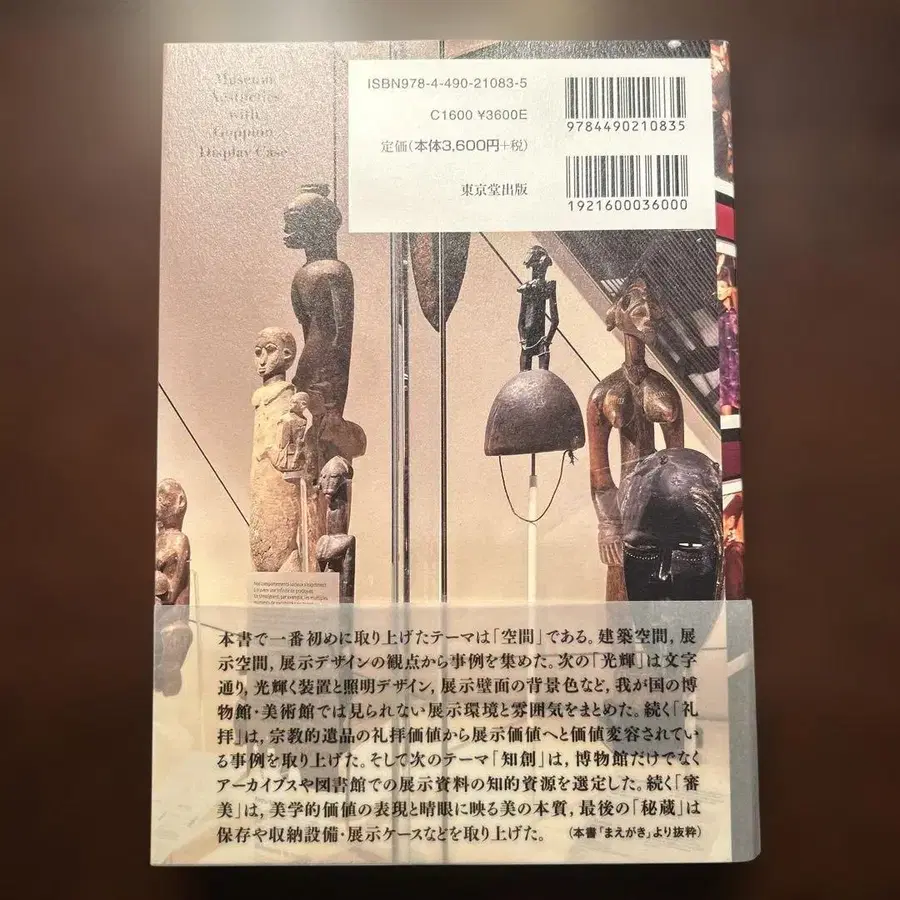 Museum
Aesthetics
with
Goppion
Display Case
ISBN978-4-490-21083-5
C1600 ¥3600E
定価(本体3,600円+税)
東京堂出版
9784490210835
1921600036000
本書で一番初めに取り上げたテーマは「空間」である。建築空間,展
示空間,展示デザインの観点から事例を集めた。次の「光輝」は文字
通り,光輝く装置と照明デザイン,展示壁面の背景色など,我が国の博
物館・美術館では見られない展示環境と雰囲気をまとめた。続く「礼
拝」は,宗教的遺品の礼拝価値から展示価値へと価値変容されてい
る事例を取り上げた。そして次のテーマ「知創」は,博物館だけでなく
アーカイブスや図書館での展示資料の知的資源を選定した。続く「審
美」は,美学的価値の表現と晴眼に映る美の本質,最後の「秘蔵」は
保存や収納設備・展示ケースなどを取り上げた。 (本書「まえがき」より抜粋)